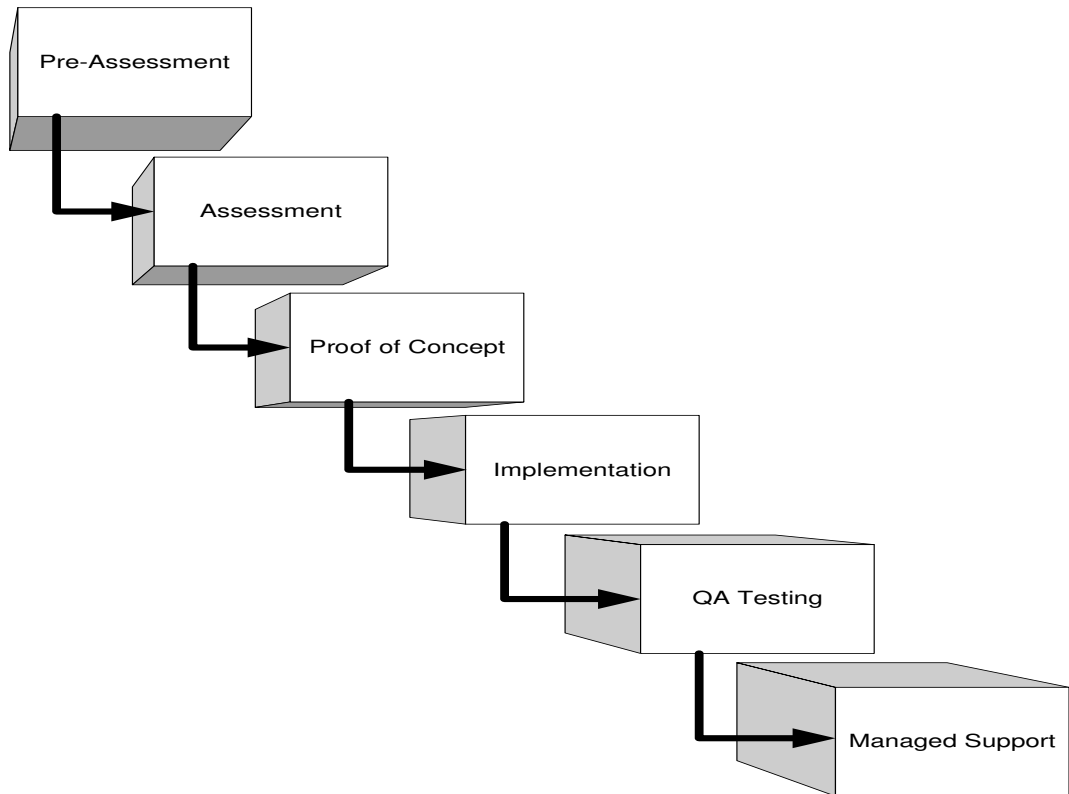 Pre-Assessment
Assessment
Proof of Concept
Implementation
QA Testing
Managed Support